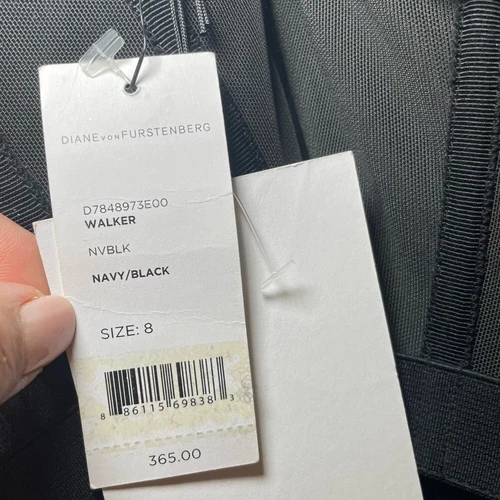 DIANE VON FURSTENBERG
D7848973E00
WALKER
NVBLK
NAVY/BLACK
SIZE: 8
8 86115 69838 3
365.00